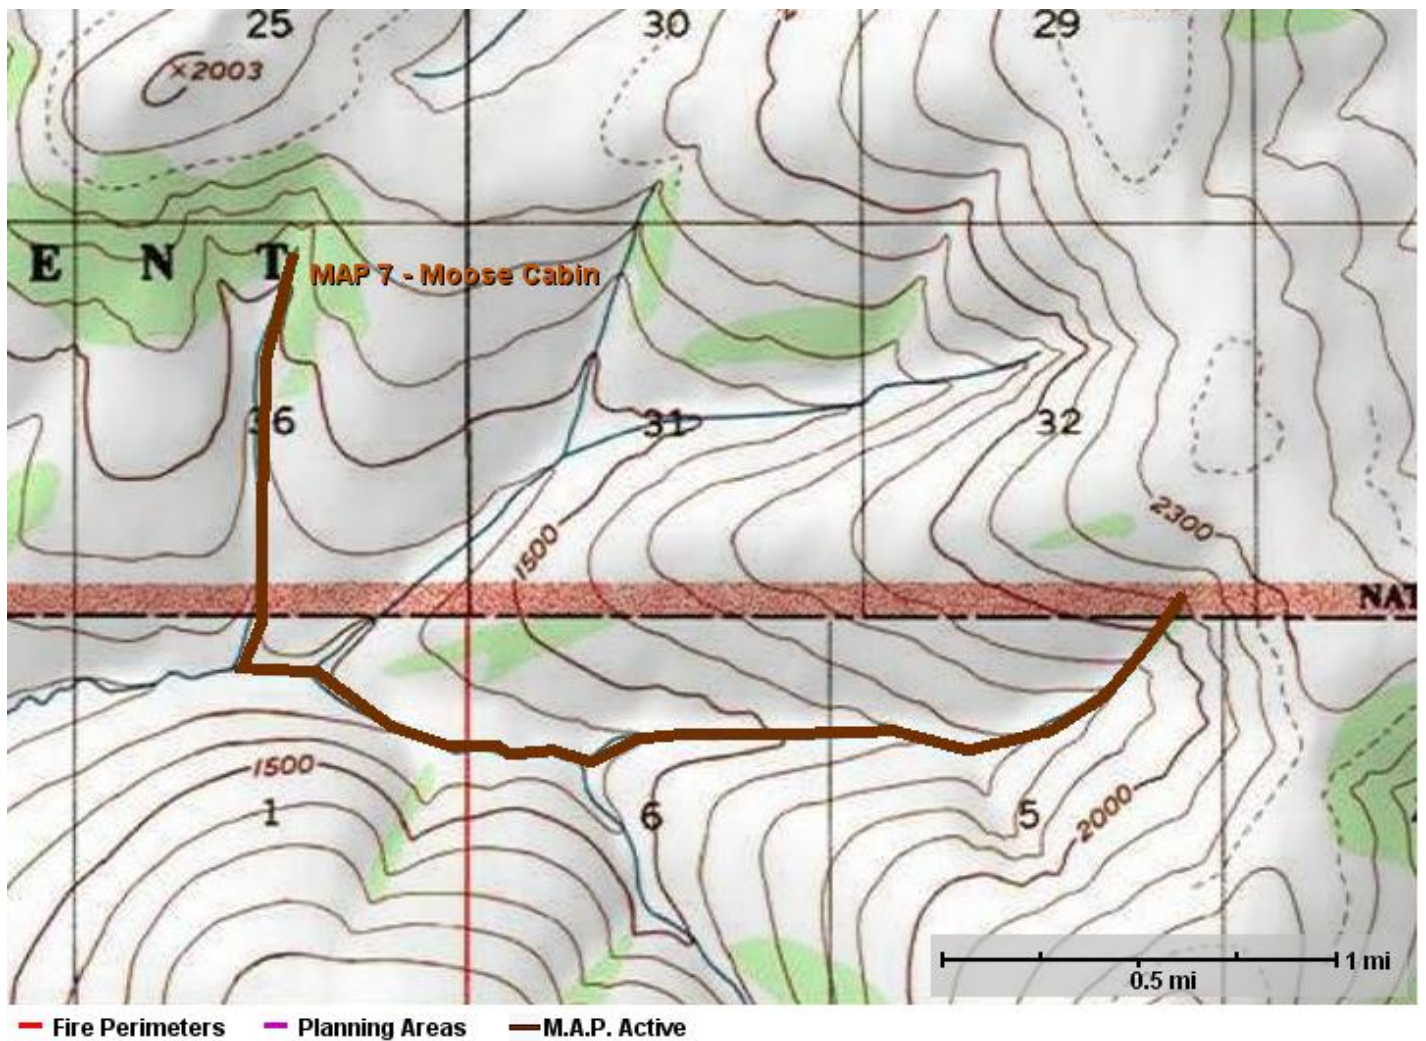 25 30 29
×2003
E N T
MAP 7 - Moose Cabin
36 31 32
2300
1500
NAT
1500
1 6 5
2000
1 mi
0.5 mi
Fire Perimeters Planning Areas M.A.P. Active